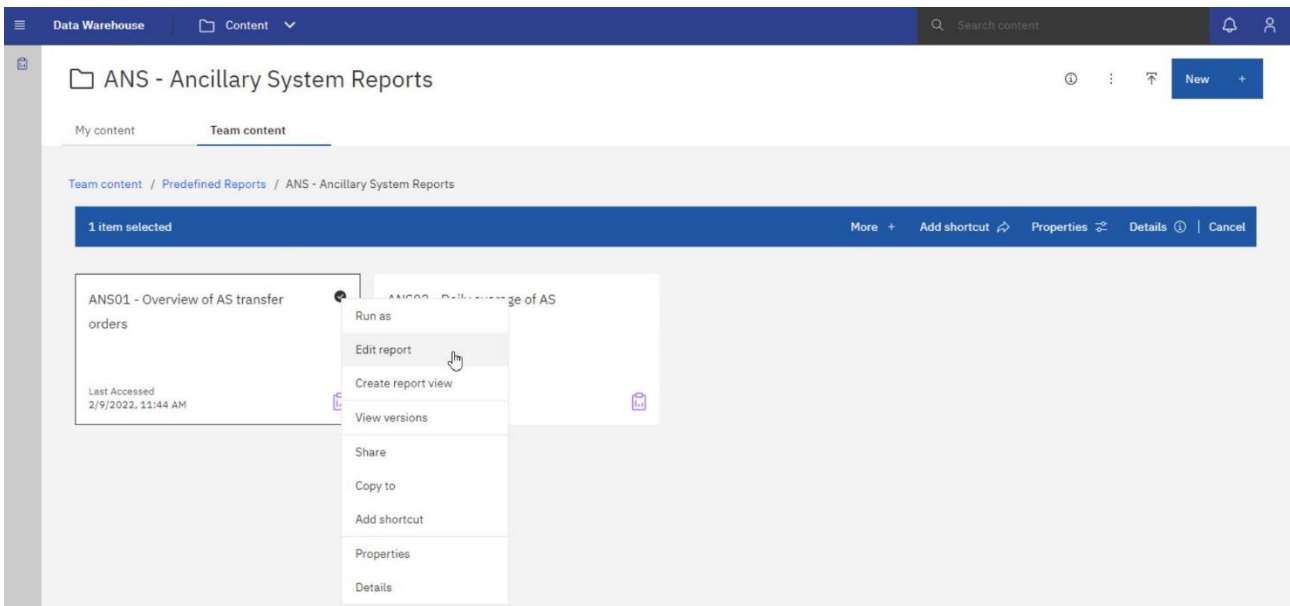 Data Warehouse
Content
Search content
ANS - Ancillary System Reports
New +
My content
Team content
Team content / Predefined Reports / ANS - Ancillary System Reports
1 item selected
More +
Add shortcut
Properties
Details
| Cancel
ANS01 - Overview of AS transfer
orders
Last Accessed
2/9/2022, 11:44 AM
average of AS
Run as
Edit report
Create report view
View versions
Share
Copy to
Add shortcut
Properties
Details